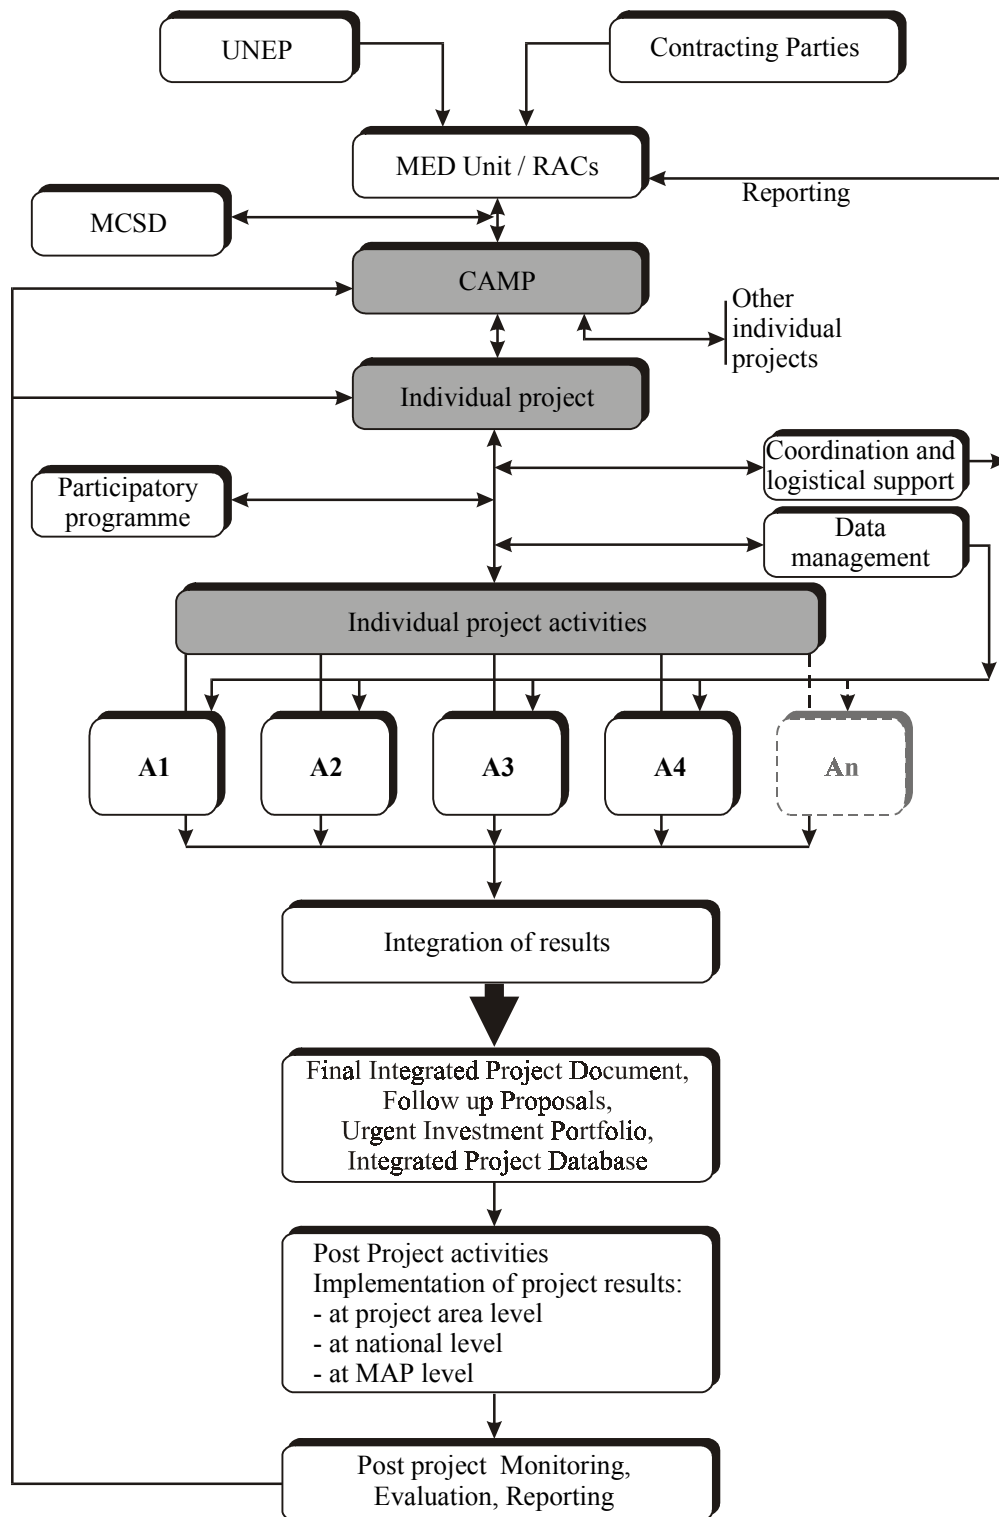 UNEP
Contracting Parties
MED Unit / RACs
Reporting
MCSD
CAMP
Other
individual
projects
Individual project
Coordination and
logistical support
Participatory
programme
Data
management
Individual project activities
A1
A2
A3
A4
An
Integration of results
Final Integrated Project Document,
Follow up Proposals,
Urgent Investment Portfolio,
Integrated Project Database
Post Project activities
Implementation of project results:
- at project area level
- at national level
- at MAP level
Post project Monitoring,
Evaluation, Reporting